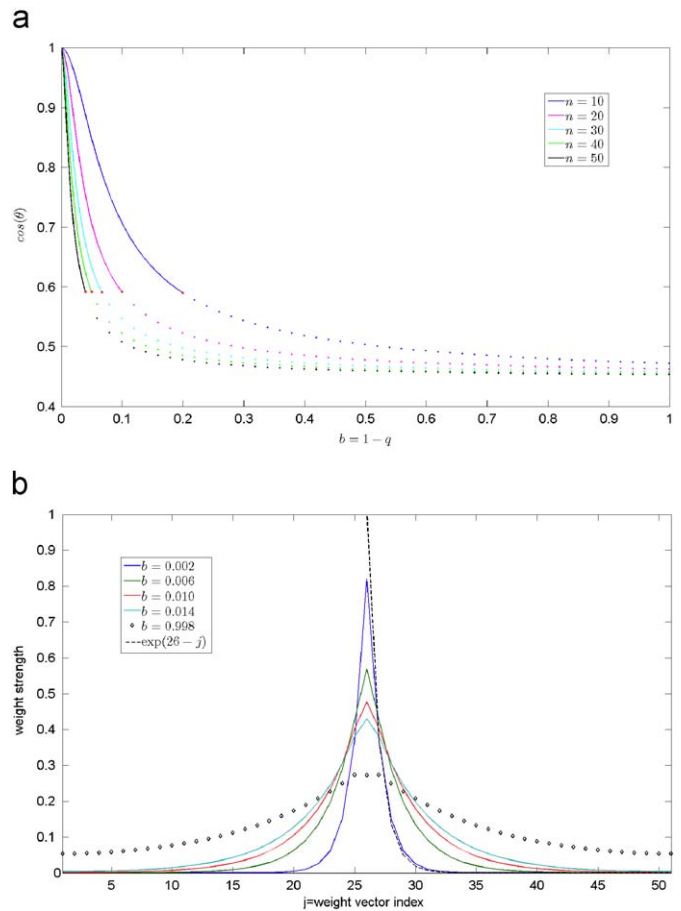 a
1
0.9
0.8
0.7
0.6
0.5
0.4
cos(θ)
n = 10
n = 20
n = 30
n = 40
n = 50
0 0.1 0.2 0.3 0.4 0.5 0.6 0.7 0.8 0.9 1
b = 1 − q
b
1
0.9
0.8
0.7
0.6
0.5
0.4
0.3
0.2
0.1
0
weight strength
b = 0.002
b = 0.006
b = 0.010
b = 0.014
b = 0.998
exp(26 − j)
5 10 15 20 25 30 35 40 45 50
j=weight vector index